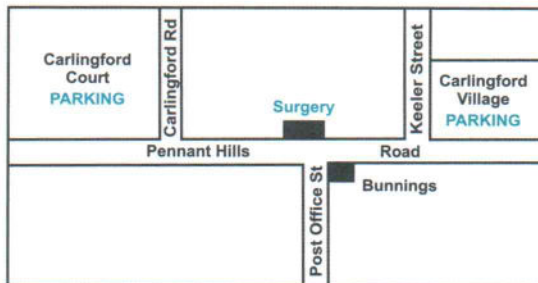 Carlingford
Court
PARKING
Carlingford Rd
Surgery
Keeler Street
Carlingford
Village
PARKING
Pennant Hills Road
Post Office St
Bunnings